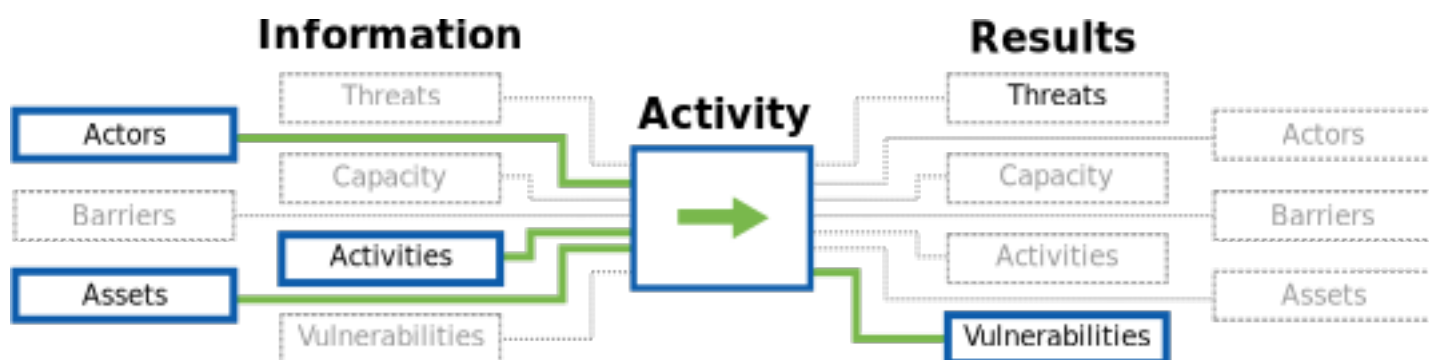 Information
Results
Threats
Activity
Threats
Actors
Actors
Capacity
Capacity
Barriers
Barriers
Activities
Activities
Assets
Assets
Vulnerabilities
Vulnerabilities